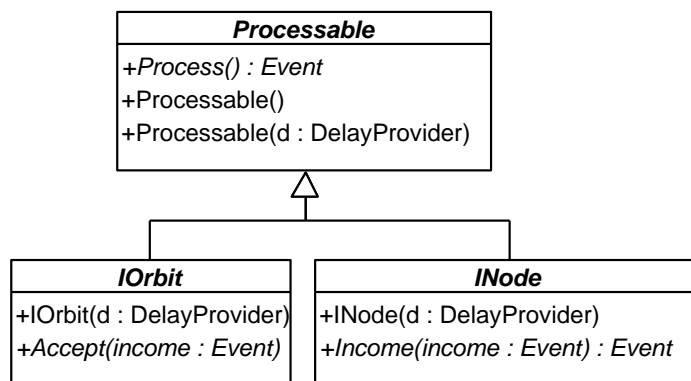 Processable
+Process() : Event
+Processable()
+Processable(d : DelayProvider)
IOrbit
+IOrbit(d : DelayProvider)
+Accept(income : Event)
INode
+INode(d : DelayProvider)
+Income(income : Event) : Event